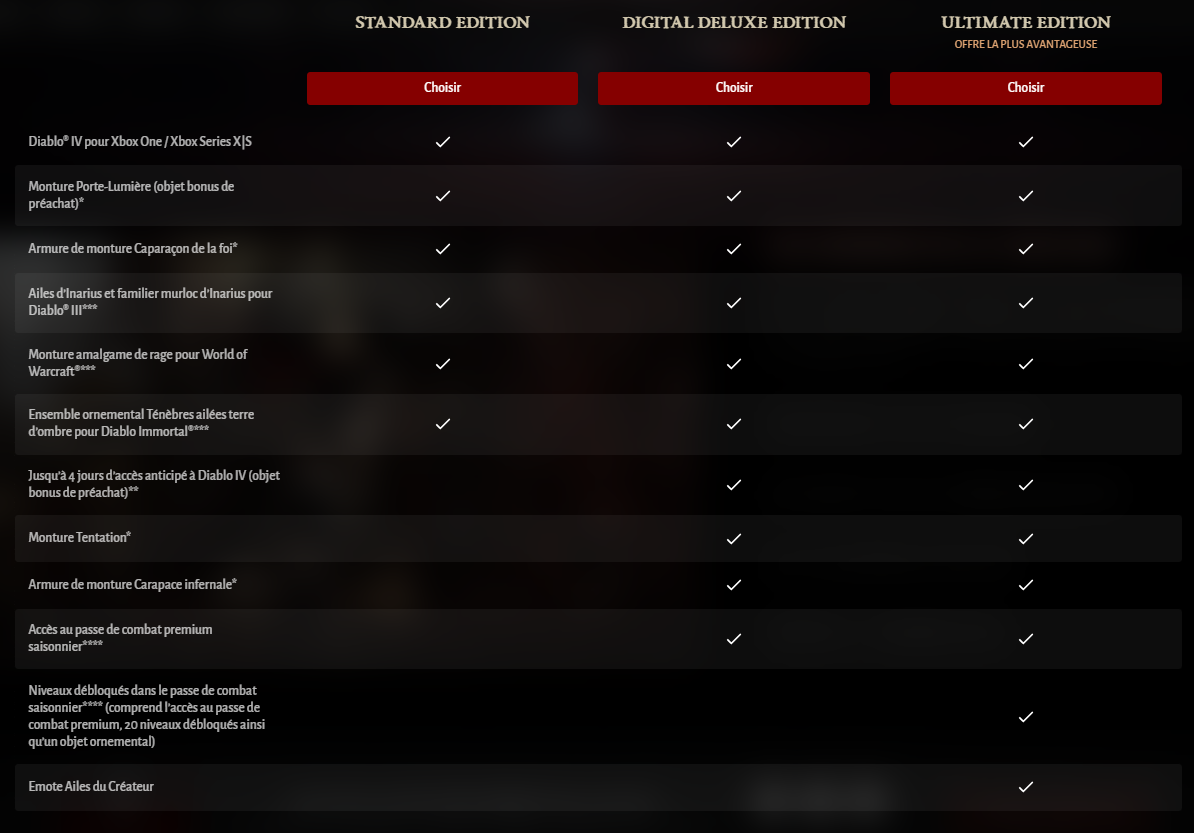 STANDARD EDITION
DIGITAL DELUXE EDITION
ULTIMATE EDITION
OFFRE LA PLUS AVANTAGEUSE
Choisir
Choisir
Choisir
Diablo® IV pour Xbox One / Xbox Series X|S
Monture Porte-Lumière (objet bonus de
préachat)*
Armure de monture Caparaçon de la foi*
Ailes d'Inarius et familier murloc d'Inarius pour
Diablo® III***
Monture amalgame de rage pour World of
Warcraft®***
Ensemble ornemental Ténèbres ailées terre
d'ombre pour Diablo Immortal®***
Jusqu'à 4 jours d'accès anticipé à Diablo IV (objet
bonus de préachat)**
Monture Tentation*
Armure de monture Carapace infernale*
Accès au passe de combat premium
saisonnier****
Niveaux débloqués dans le passe de combat
saisonnier**** (comprend l'accès au passe de
combat premium, 20 niveaux débloqués ainsi
qu'un objet ornemental)
Emote Ailes du Créateur